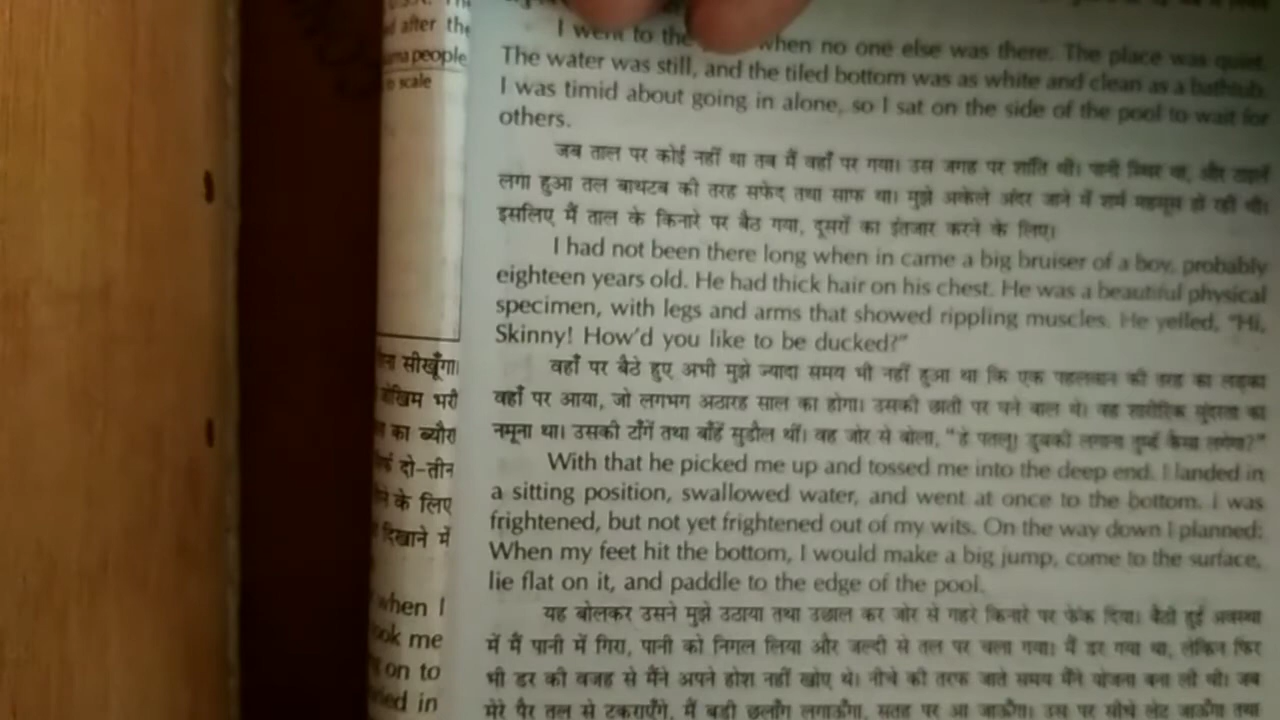 after the
people
scale
सीखूँगा।
जोखिम भरी
का ब्यौरा
दो-तीन
के लिए
दिखाने में
when I
me
on to
in
I went to the when no one else was there. The place was quiet.
The water was still, and the tiled bottom was as white and clean as a bathtub.
I was timid about going in alone, so I sat on the side of the pool to wait for
others.
जब ताल पर कोई नहीं था तब मैं वहाँ पर गया। उस जगह पर शांति थी। पानी स्थिर था, और टाइलें
लगा हुआ तल बाथटब की तरह सफेद तथा साफ था। मुझे अकेले अंदर जाने में शर्म महसूस हो रही थी।
इसलिए मैं ताल के किनारे पर बैठ गया, दूसरों का इंतजार करने के लिए।
I had not been there long when in came a big bruiser of a boy, probably
eighteen years old. He had thick hair on his chest. He was a beautiful physical
specimen, with legs and arms that showed rippling muscles. He yelled, "Hi,
Skinny! How'd you like to be ducked?"
वहाँ पर बैठे हुए अभी मुझे ज्यादा समय भी नहीं हुआ था कि एक पहलवान की तरह का लड़का
वहाँ पर आया, जो लगभग अठारह साल का होगा। उसकी छाती पर घने बाल थे। वह शारीरिक सुंदरता का
नमूना था। उसकी टाँगें तथा बाँहें सुडौल थीं। वह जोर से बोला, "हे पतलू! डुबकी लगाना तुम्हें कैसा लगेगा?"
With that he picked me up and tossed me into the deep end. I landed in
a sitting position, swallowed water, and went at once to the bottom. I was
frightened, but not yet frightened out of my wits. On the way down I planned:
When my feet hit the bottom, I would make a big jump, come to the surface,
lie flat on it, and paddle to the edge of the pool.
यह बोलकर उसने मुझे उठाया तथा उछाल कर जोर से गहरे किनारे पर फेंक दिया। बैठी हुई अवस्था
में मैं पानी में गिरा, पानी को निगल लिया और जल्दी से तल पर चला गया। मैं डर गया था, लेकिन फिर
भी डर की वजह से मैंने अपने होश नहीं खोए थे। नीचे की तरफ जाते समय मैंने योजना बना ली थी। जब
मेरे पैर तल से टकराएँगे, मैं बड़ी छलाँग लगाऊँगा, सतह पर आ जाऊँगा। उस पर सीधे लेट जाऊँगा तथा